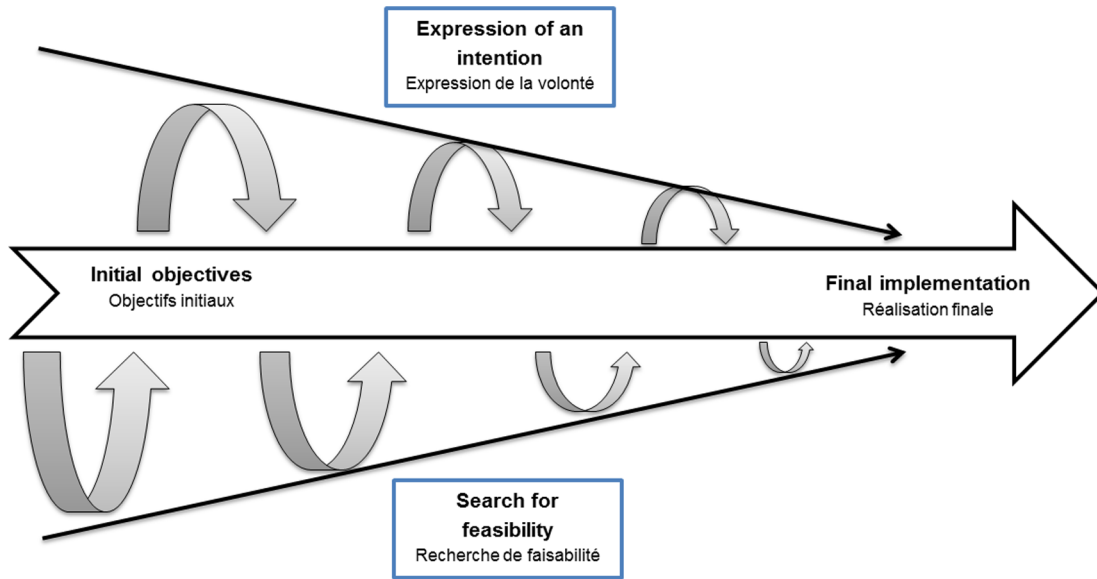 Expression of an
intention
Expression de la volonté
Initial objectives
Objectifs initiaux
Final implementation
Réalisation finale
Search for
feasibility
Recherche de faisabilité